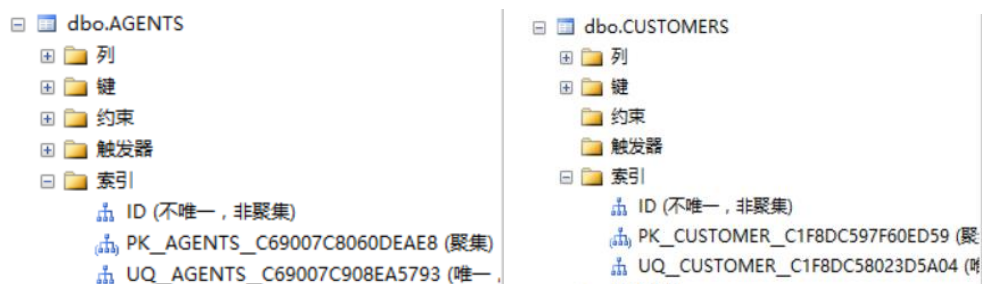 dbo.AGENTS
列
键
约束
触发器
索引
ID (不唯一，非聚集)
PK__AGENTS__C69007C8060DEAE8 (聚集)
UQ__AGENTS__C69007C908EA5793 (唯一，
dbo.CUSTOMERS
列
键
约束
触发器
索引
ID (不唯一，非聚集)
PK__CUSTOMER__C1F8DC597F60ED59 (聚
UQ__CUSTOMER__C1F8DC58023D5A04 (